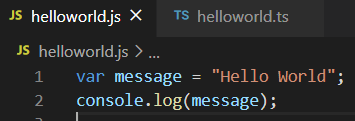 JS helloworld.js × TS helloworld.ts
JS helloworld.js > ...
1 var message = "Hello World";
2 console.log(message);